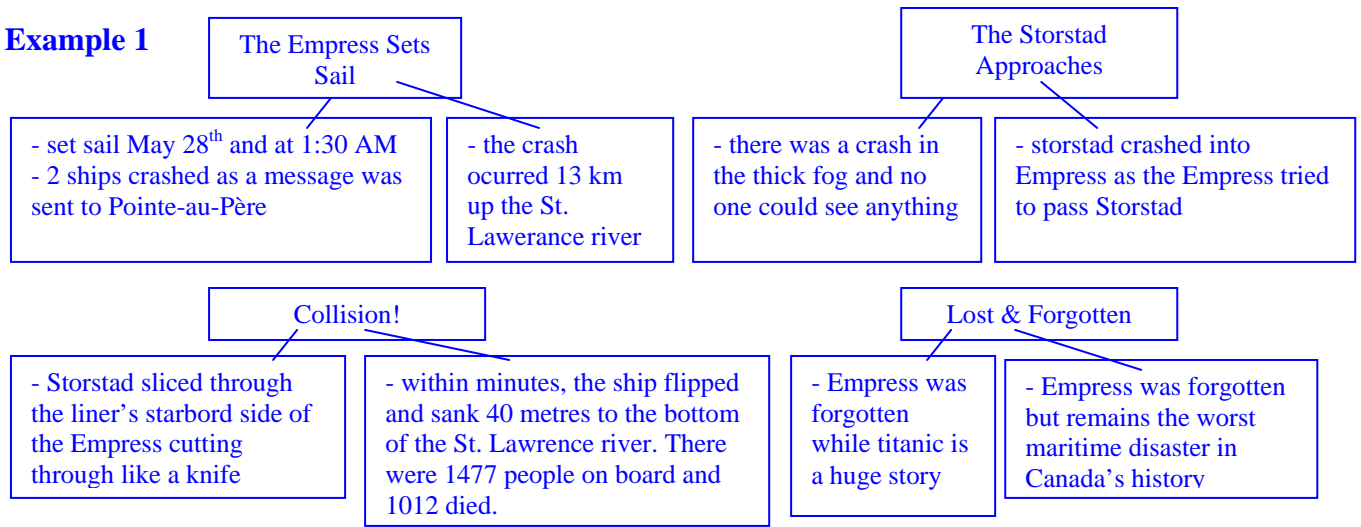 Example 1
The Empress Sets
Sail
- set sail May 28th and at 1:30 AM
- 2 ships crashed as a message was
sent to Pointe-au-Père
- the crash
ocurred 13 km
up the St.
Lawerance river
The Storstad
Approaches
- there was a crash in
the thick fog and no
one could see anything
- storstad crashed into
Empress as the Empress tried
to pass Storstad
Collision!
- Storstad sliced through
the liner’s starbord side of
the Empress cutting
through like a knife
- within minutes, the ship flipped
and sank 40 metres to the bottom
of the St. Lawrence river. There
were 1477 people on board and
1012 died.
Lost & Forgotten
- Empress was
forgotten
while titanic is
a huge story
- Empress was forgotten
but remains the worst
maritime disaster in
Canada’s history